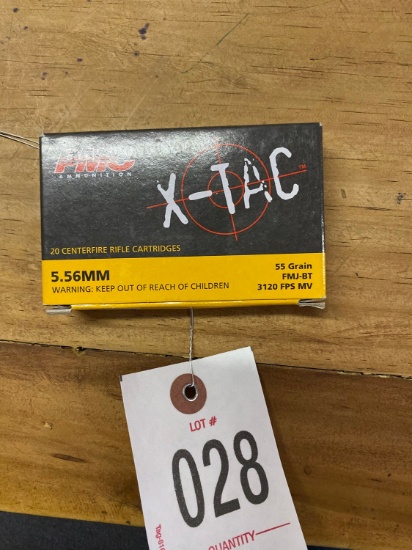 PMC
AMMUNITION
X-TAC™
20 CENTERFIRE RIFLE CARTRIDGES
5.56MM
WARNING: KEEP OUT OF REACH OF CHILDREN
55 Grain
FMJ-BT
3120 FPS MV
LOT #
028
QUANTITY